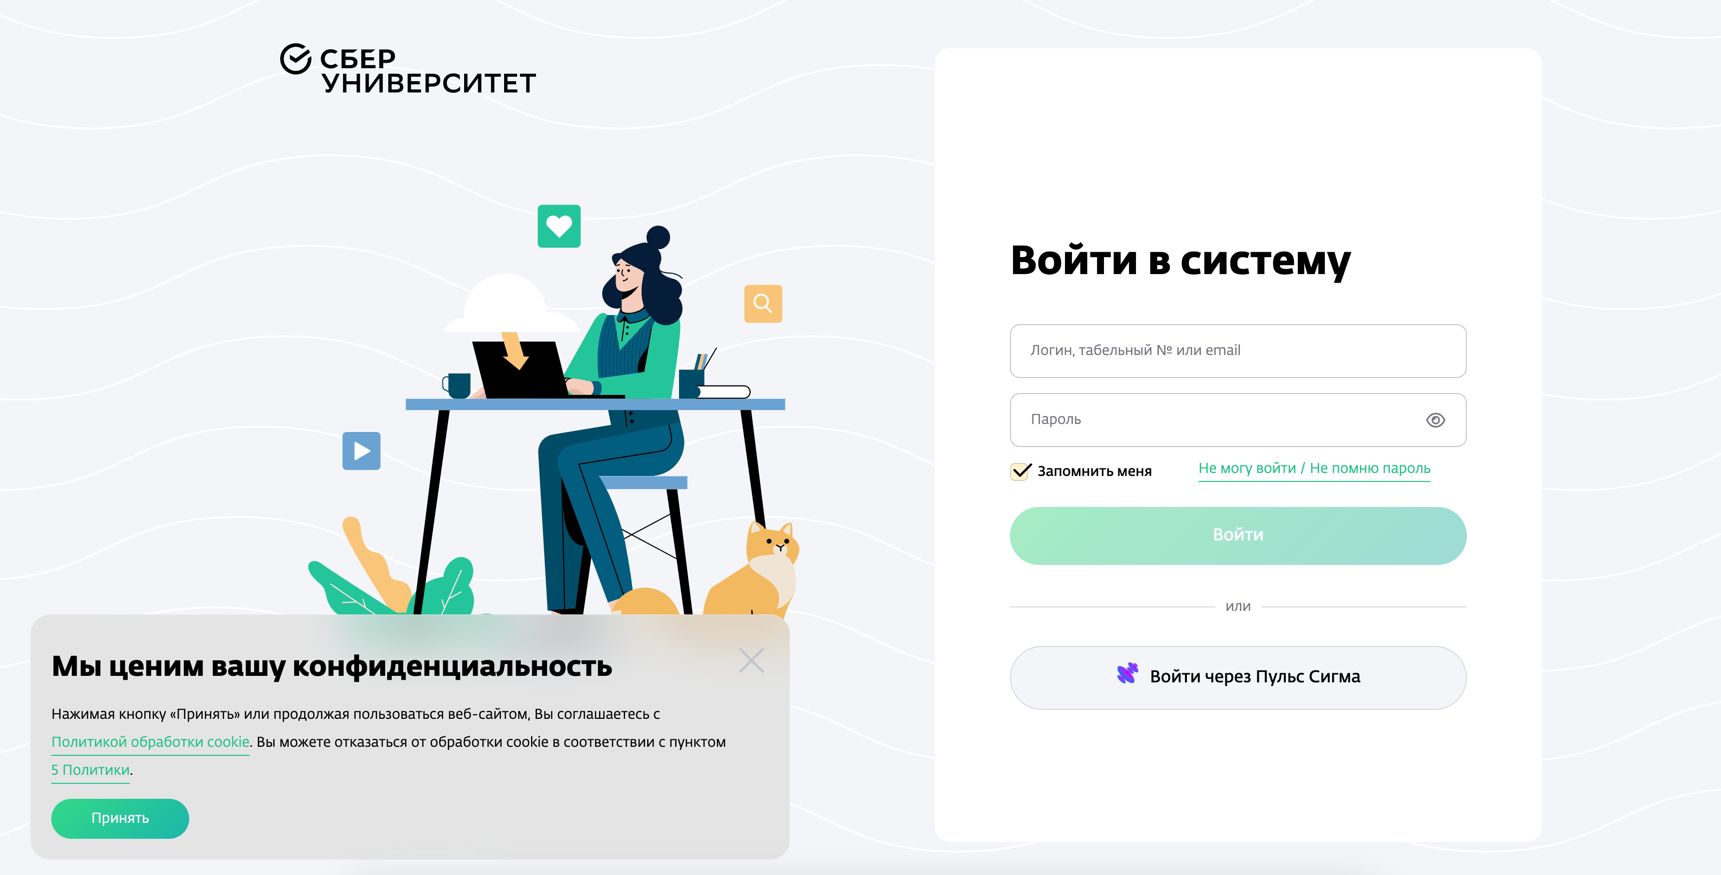 СБЕР
УНИВЕРСИТЕТ
Войти в систему
Логин, табельный № или email
Пароль
Запомнить меня
Не могу войти / Не помню пароль
Войти
или
Войти через Пульс Сигма
Мы ценим вашу конфиденциальность
Нажимая кнопку «Принять» или продолжая пользоваться веб-сайтом, Вы соглашаетесь с
Политикой обработки cookie. Вы можете отказаться от обработки cookie в соответствии с пунктом
5 Политики.
Принять